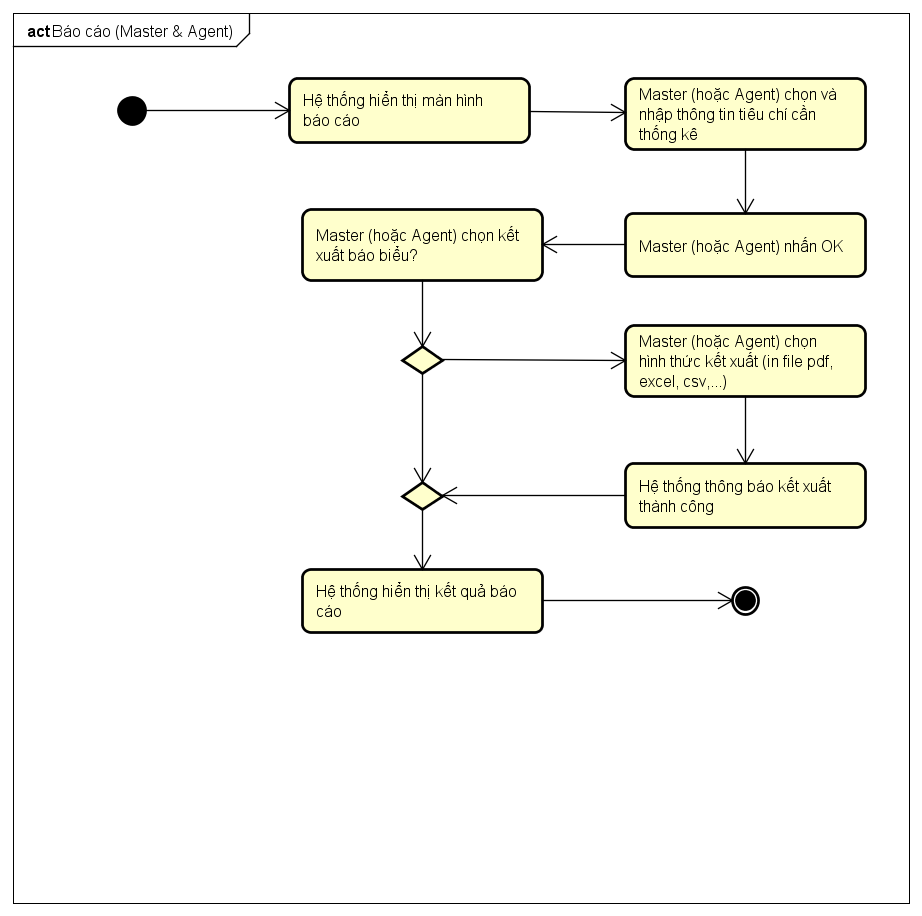 act Báo cáo (Master & Agent)
Hệ thống hiển thị màn hình
báo cáo
Master (hoặc Agent) chọn và
nhập thông tin tiêu chí cần
thống kê
Master (hoặc Agent) nhấn OK
Master (hoặc Agent) chọn kết
xuất báo biểu?
Master (hoặc Agent) chọn
hình thức kết xuất (in file pdf,
excel, csv,...)
Hệ thống thông báo kết xuất
thành công
Hệ thống hiển thị kết quả báo
cáo